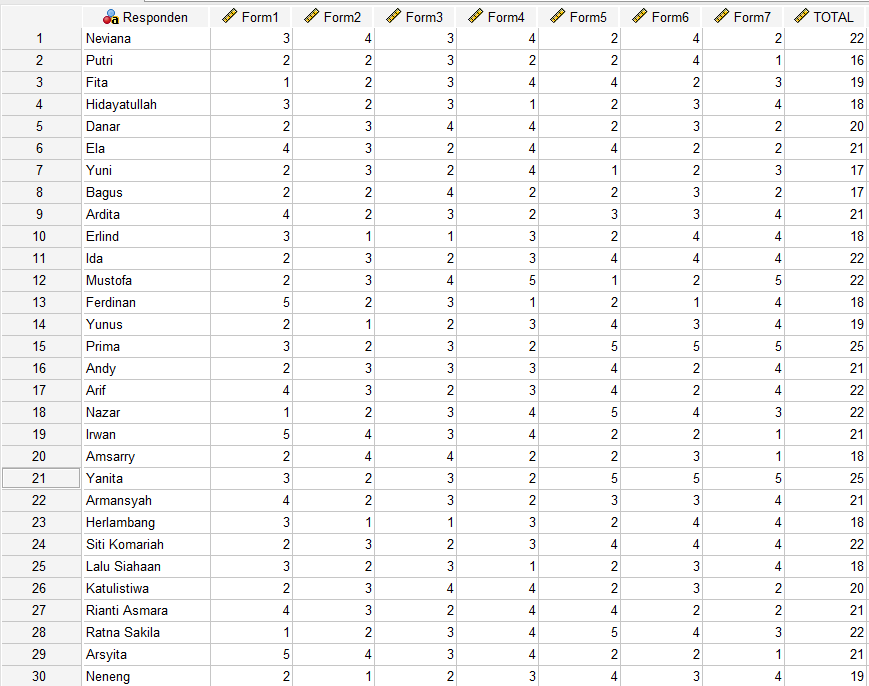 Responden Form1 Form2 Form3 Form4 Form5 Form6 Form7 TOTAL
1 Neviana 3 4 3 4 2 4 2 22
2 Putri 2 2 3 2 2 4 1 16
3 Fita 1 2 3 4 4 2 3 19
4 Hidayatullah 3 2 3 1 2 3 4 18
5 Danar 2 3 4 4 2 3 2 20
6 Ela 4 3 2 4 4 2 2 21
7 Yuni 2 3 2 4 1 2 3 17
8 Bagus 2 2 4 2 2 3 2 17
9 Ardita 4 2 3 2 3 3 4 21
10 Erlind 3 1 1 3 2 4 4 18
11 Ida 2 3 2 3 4 4 4 22
12 Mustofa 2 3 4 5 1 2 5 22
13 Ferdinan 5 2 3 1 2 1 4 18
14 Yunus 2 1 2 3 4 3 4 19
15 Prima 3 2 3 2 5 5 5 25
16 Andy 2 3 3 3 4 2 4 21
17 Arif 4 3 2 3 4 2 4 22
18 Nazar 1 2 3 4 5 4 3 22
19 Irwan 5 4 3 4 2 2 1 21
20 Amsarry 2 4 4 2 2 3 1 18
21 Yanita 3 2 3 2 5 5 5 25
22 Armansyah 4 2 3 2 3 3 4 21
23 Herlambang 3 1 1 3 2 4 4 18
24 Siti Komariah 2 3 2 3 4 4 4 22
25 Lalu Siahaan 3 2 3 1 2 3 4 18
26 Katulistiwa 2 3 4 4 2 3 2 20
27 Rianti Asmara 4 3 2 4 4 2 2 21
28 Ratna Sakila 1 2 3 4 5 4 3 22
29 Arsyita 5 4 3 4 2 2 1 21
30 Neneng 2 1 2 3 4 3 4 19